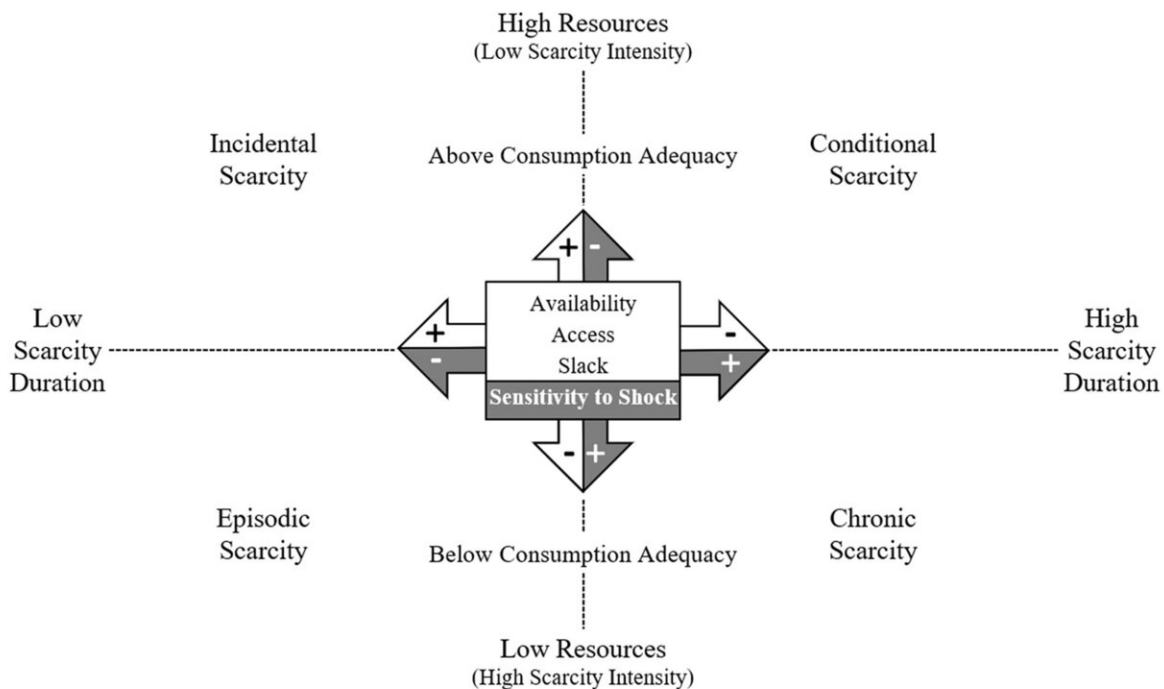 High Resources
(Low Scarcity Intensity)
Incidental
Scarcity
Above Consumption Adequacy
Conditional
Scarcity
+ -
Availability
Access
Slack
Sensitivity to Shock
+
-
-
+
Low
Scarcity
Duration
High
Scarcity
Duration
- +
Episodic
Scarcity
Below Consumption Adequacy
Chronic
Scarcity
Low Resources
(High Scarcity Intensity)